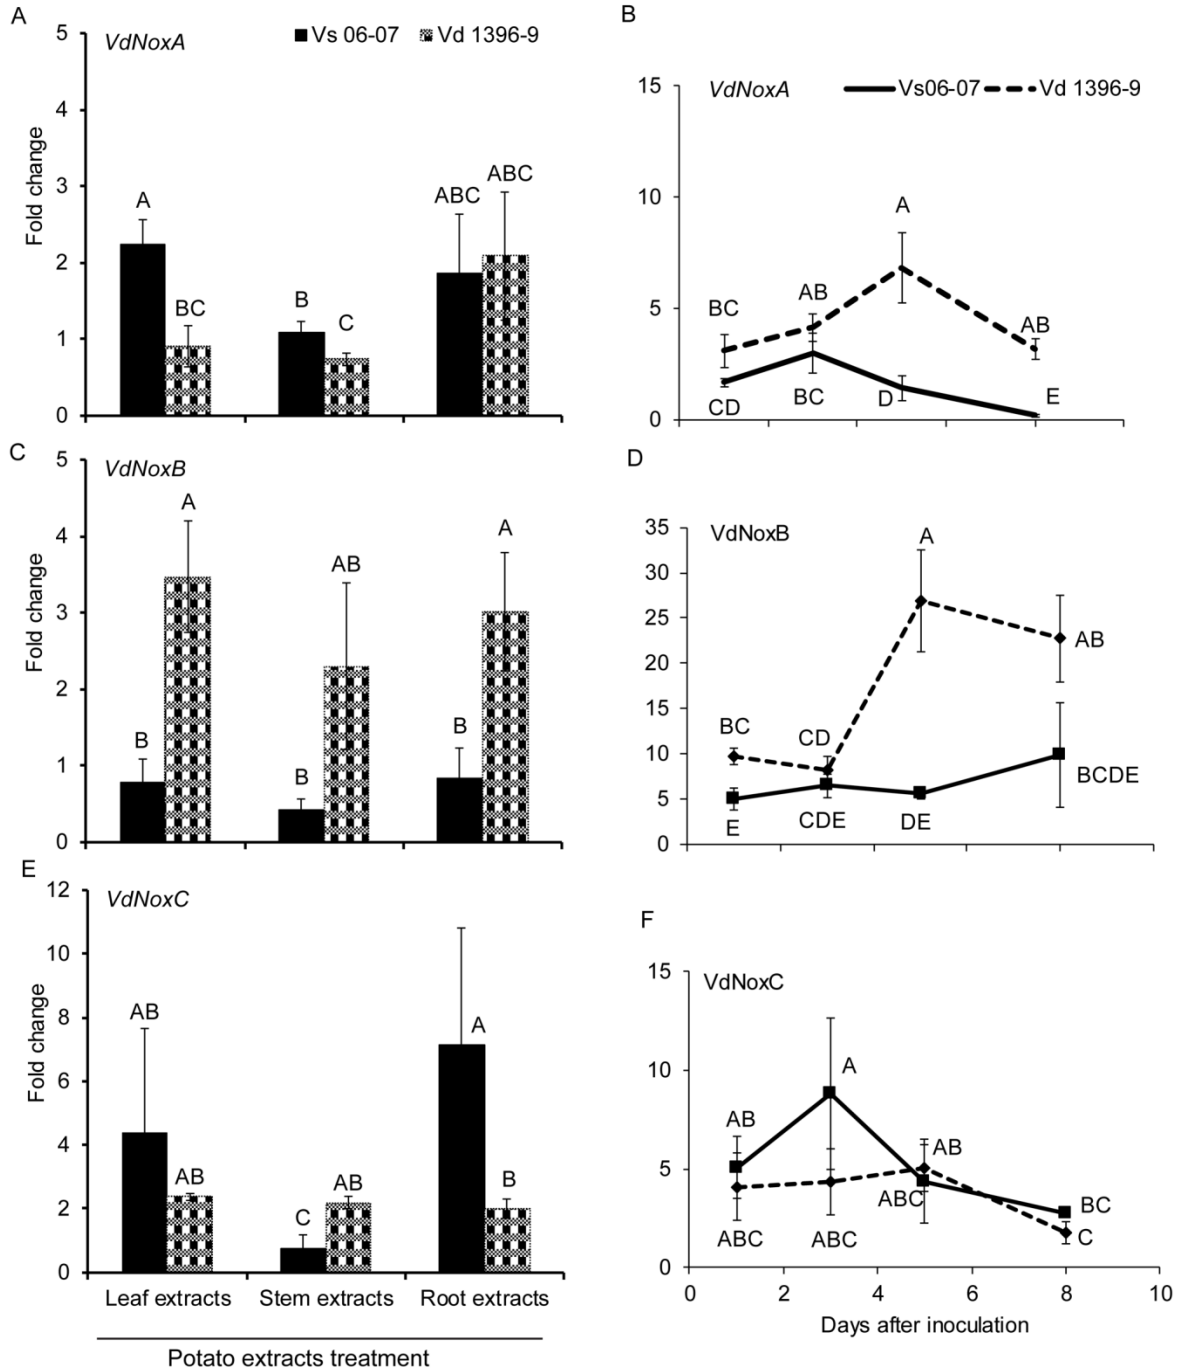 A
VdNoxA
Vs 06-07
Vd 1396-9
5
4
3
2
1
0
Fold change
A
BC
B
C
ABC
ABC
B
VdNoxA
Vs06-07
Vd 1396-9
15
10
5
0
BC
AB
A
AB
CD
BC
D
E
C
VdNoxB
5
4
3
2
1
0
Fold change
B
A
B
AB
B
A
D
VdNoxB
35
30
25
20
15
10
5
0
BC
CD
A
AB
E
CDE
DE
BCDE
E
VdNoxC
12
10
8
6
4
2
0
Fold change
AB
AB
C
AB
A
B
Leaf extracts
Stem extracts
Root extracts
Potato extracts treatment
F
VdNoxC
15
10
5
0
AB
A
AB
BC
ABC
ABC
ABC
C
0
2
4
6
8
10
Days after inoculation